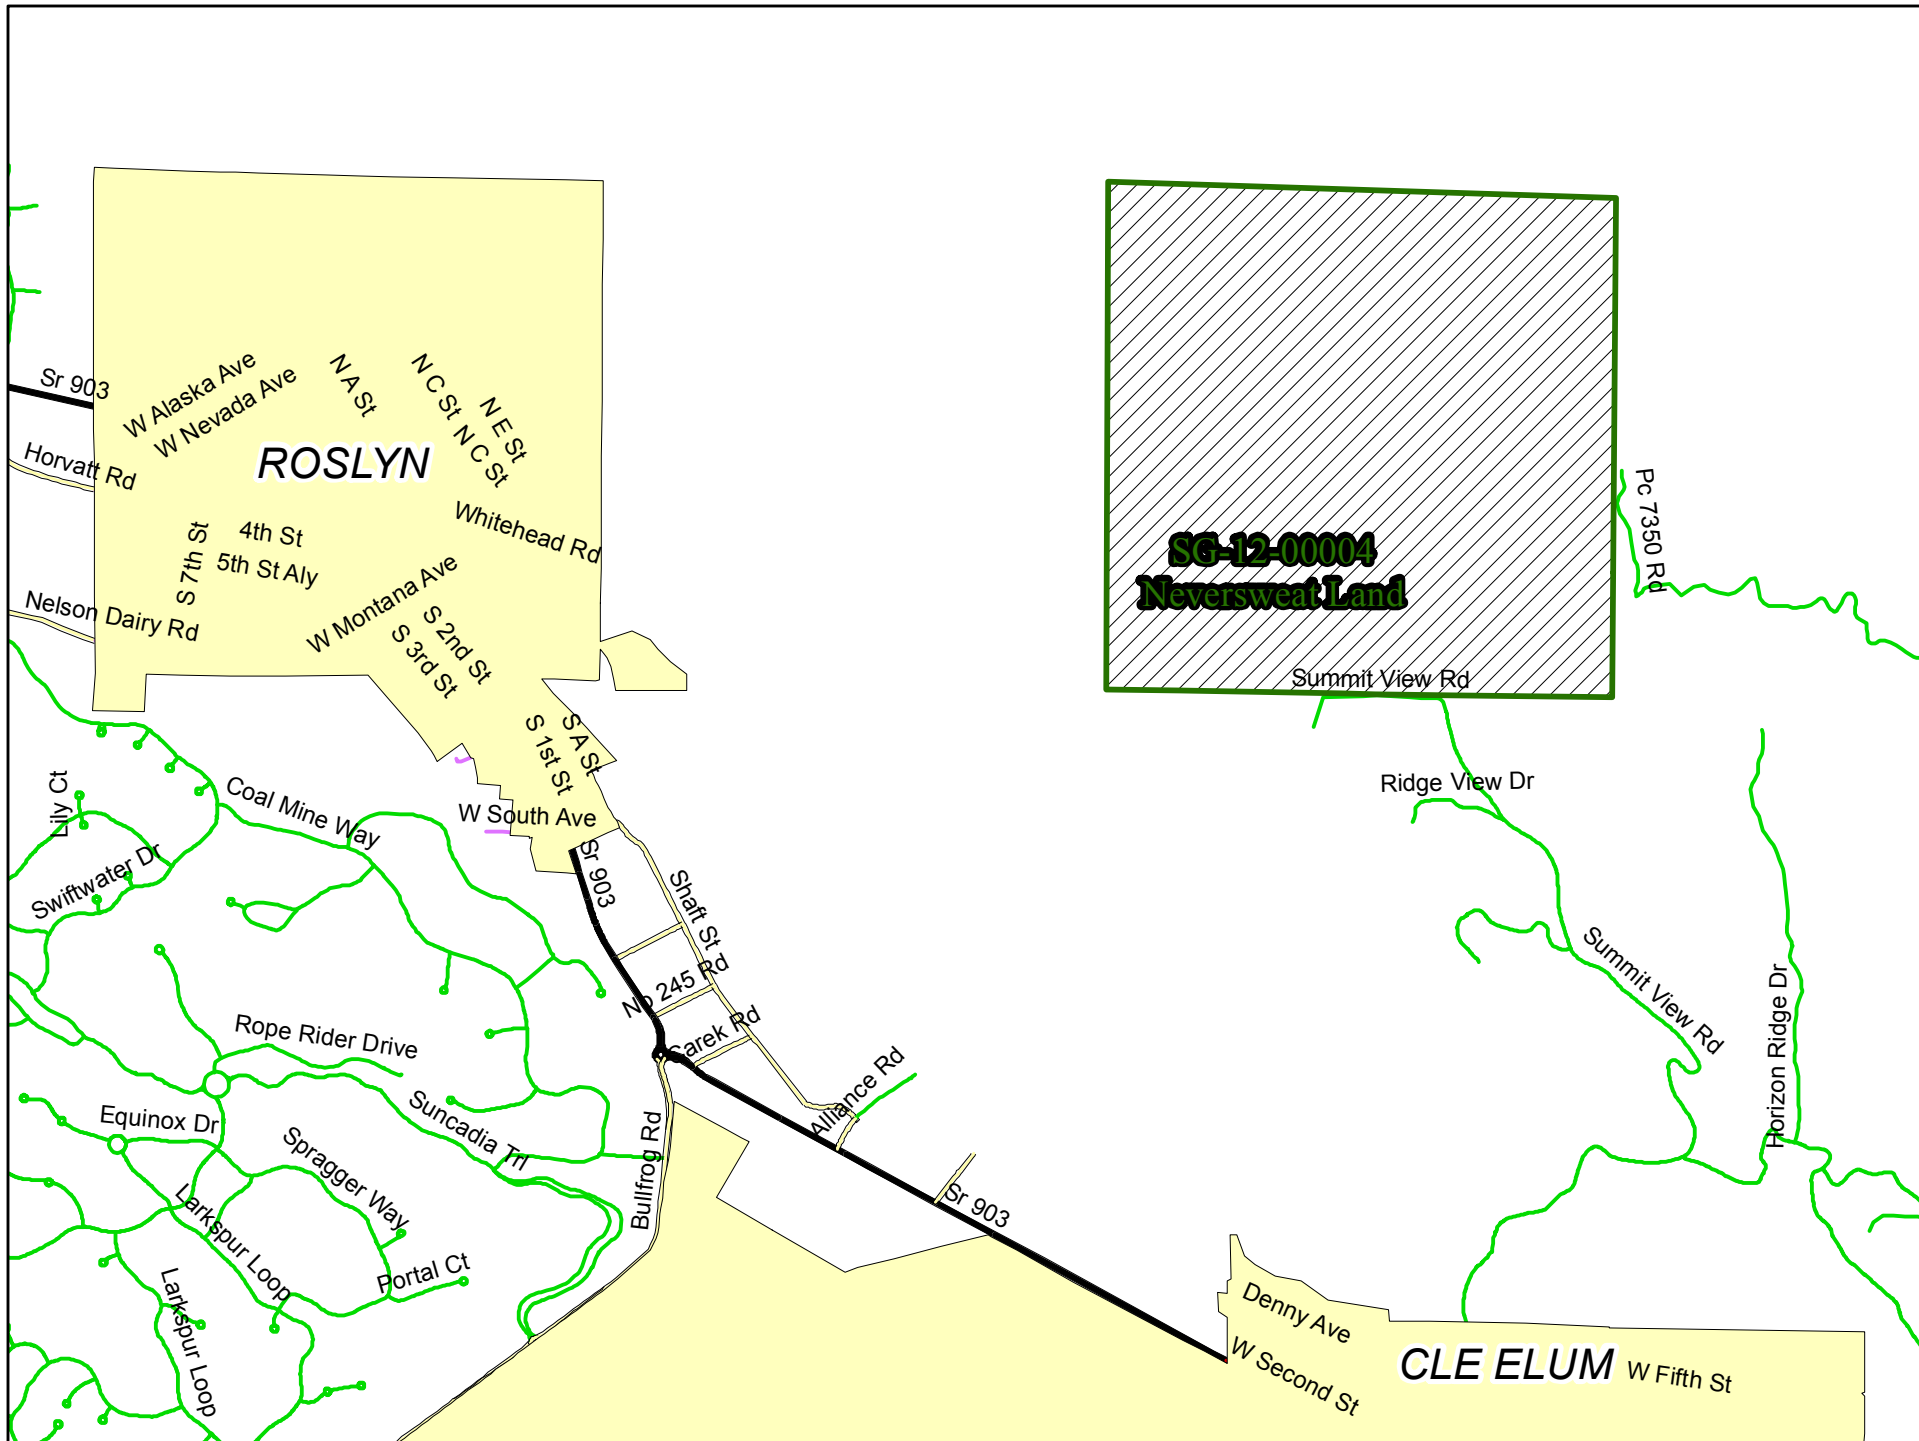 Sr 903
W Alaska Ave
W Nevada Ave
N A St
N C St
N C St
N E St
Horvatt Rd
ROSLYN
Whitehead Rd
Pc 7350 Rd
4th St
5th St Aly
S 7th St
SG-12-00004
Neversweat Land
Nelson Dairy Rd
W Montana Ave
S 2nd St
S 3rd St
Summit View Rd
S A St
S 1st St
Ridge View Dr
Lily Ct
Coal Mine Way
W South Ave
Swiftwater Dr
Sr 903
Shaft St
Summit View Rd
No 245 Rd
Horizon Ridge Dr
Rope Rider Drive
Carek Rd
Alliance Rd
Equinox Dr
Suncadia Trl
Spragger Way
Bullfrog Rd
Larkspur Loop
Sr 903
Portal Ct
Larkspur Loop
Denny Ave
W Second St
CLE ELUM
W Fifth St